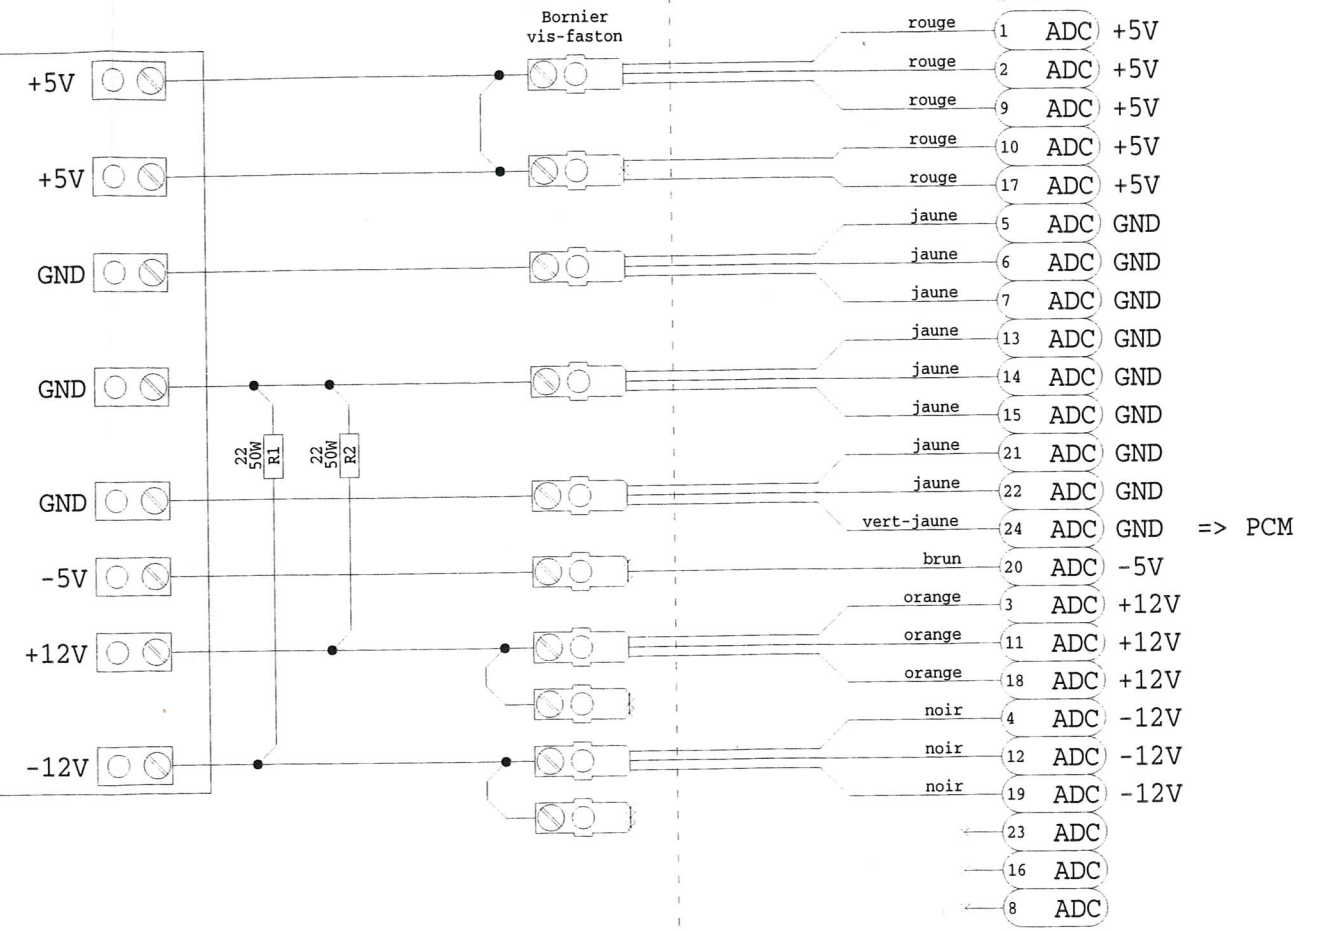 Bornier
vis-faston
rouge 1 ADC +5V
rouge 2 ADC +5V
+5V
rouge 9 ADC +5V
rouge 10 ADC +5V
+5V
rouge 17 ADC +5V
jaune 5 ADC GND
jaune 6 ADC GND
GND
jaune 7 ADC GND
jaune 13 ADC GND
jaune 14 ADC GND
GND
jaune 15 ADC GND
22
50W
R1
22
50W
R2
jaune 21 ADC GND
jaune 22 ADC GND
GND
vert-jaune 24 ADC GND => PCM
brun 20 ADC -5V
-5V
orange 3 ADC +12V
orange 11 ADC +12V
+12V
orange 18 ADC +12V
noir 4 ADC -12V
noir 12 ADC -12V
-12V
noir 19 ADC -12V
23 ADC
16 ADC
8 ADC